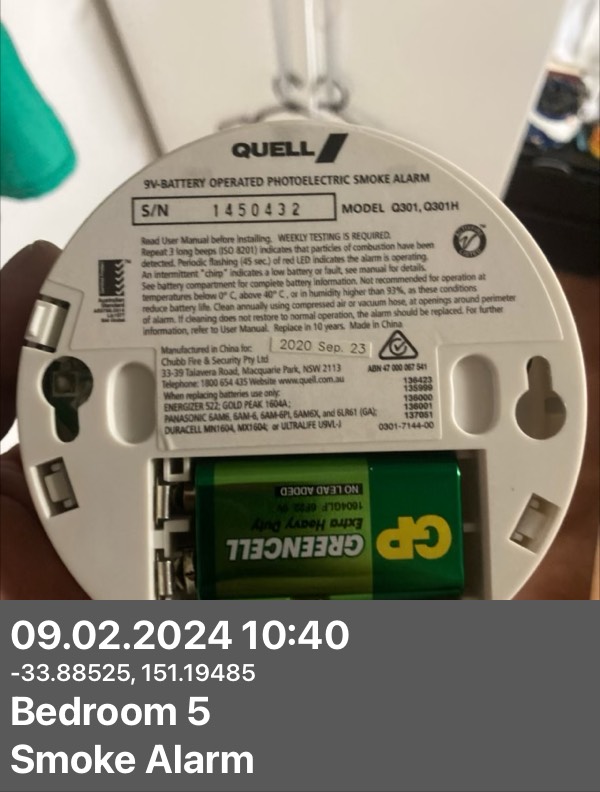 QUELL
9V-BATTERY OPERATED PHOTOELECTRIC SMOKE ALARM
S/N 1450432 MODEL Q301, Q301H
Read User Manual before installing. WEEKLY TESTING IS REQUIRED.
Repeat 3 long beeps (ISO 8201) indicates that particles of combustion have been
detected. Periodic flashing (45 sec.) of red LED indicates the alarm is operating.
An intermittent "chirp" indicates a low battery or fault, see manual for details.
See battery compartment for complete battery information. Not recommended for operation at
temperatures below 0° C, above 40° C, or in humidity higher than 93%, as these conditions
reduce battery life. Clean annually using compressed air or vacuum hose, at openings around perimeter
of alarm. If cleaning does not restore to normal operation, the alarm should be replaced. For further
information, refer to User Manual. Replace in 10 years. Made in China
Manufactured in China for: 2020 Sep. 23
Chubb Fire & Security Pty Ltd
33-39 Talavera Road, Macquarie Park, NSW 2113
ABN 47 000 067 541
Telephone: 1800 654 435 Website www.quell.com.au
When replacing batteries use only:
ENERGIZER 522; GOLD PEAK 1604A;
PANASONIC 6AM6, 6AM-6, 6AM-6PI, 6AM6X, and 6LR61 (GA);
DURACELL MN1604, MX1604; or ULTRALIFE U9VL-J
136423
135999
136000
136001
137051
0301-7144-00
GP
GREENCELL
Extra Heavy Duty
1604GLF 6F22 9V
NO LEAD ADDED
09.02.2024 10:40
-33.88525, 151.19485
Bedroom 5
Smoke Alarm